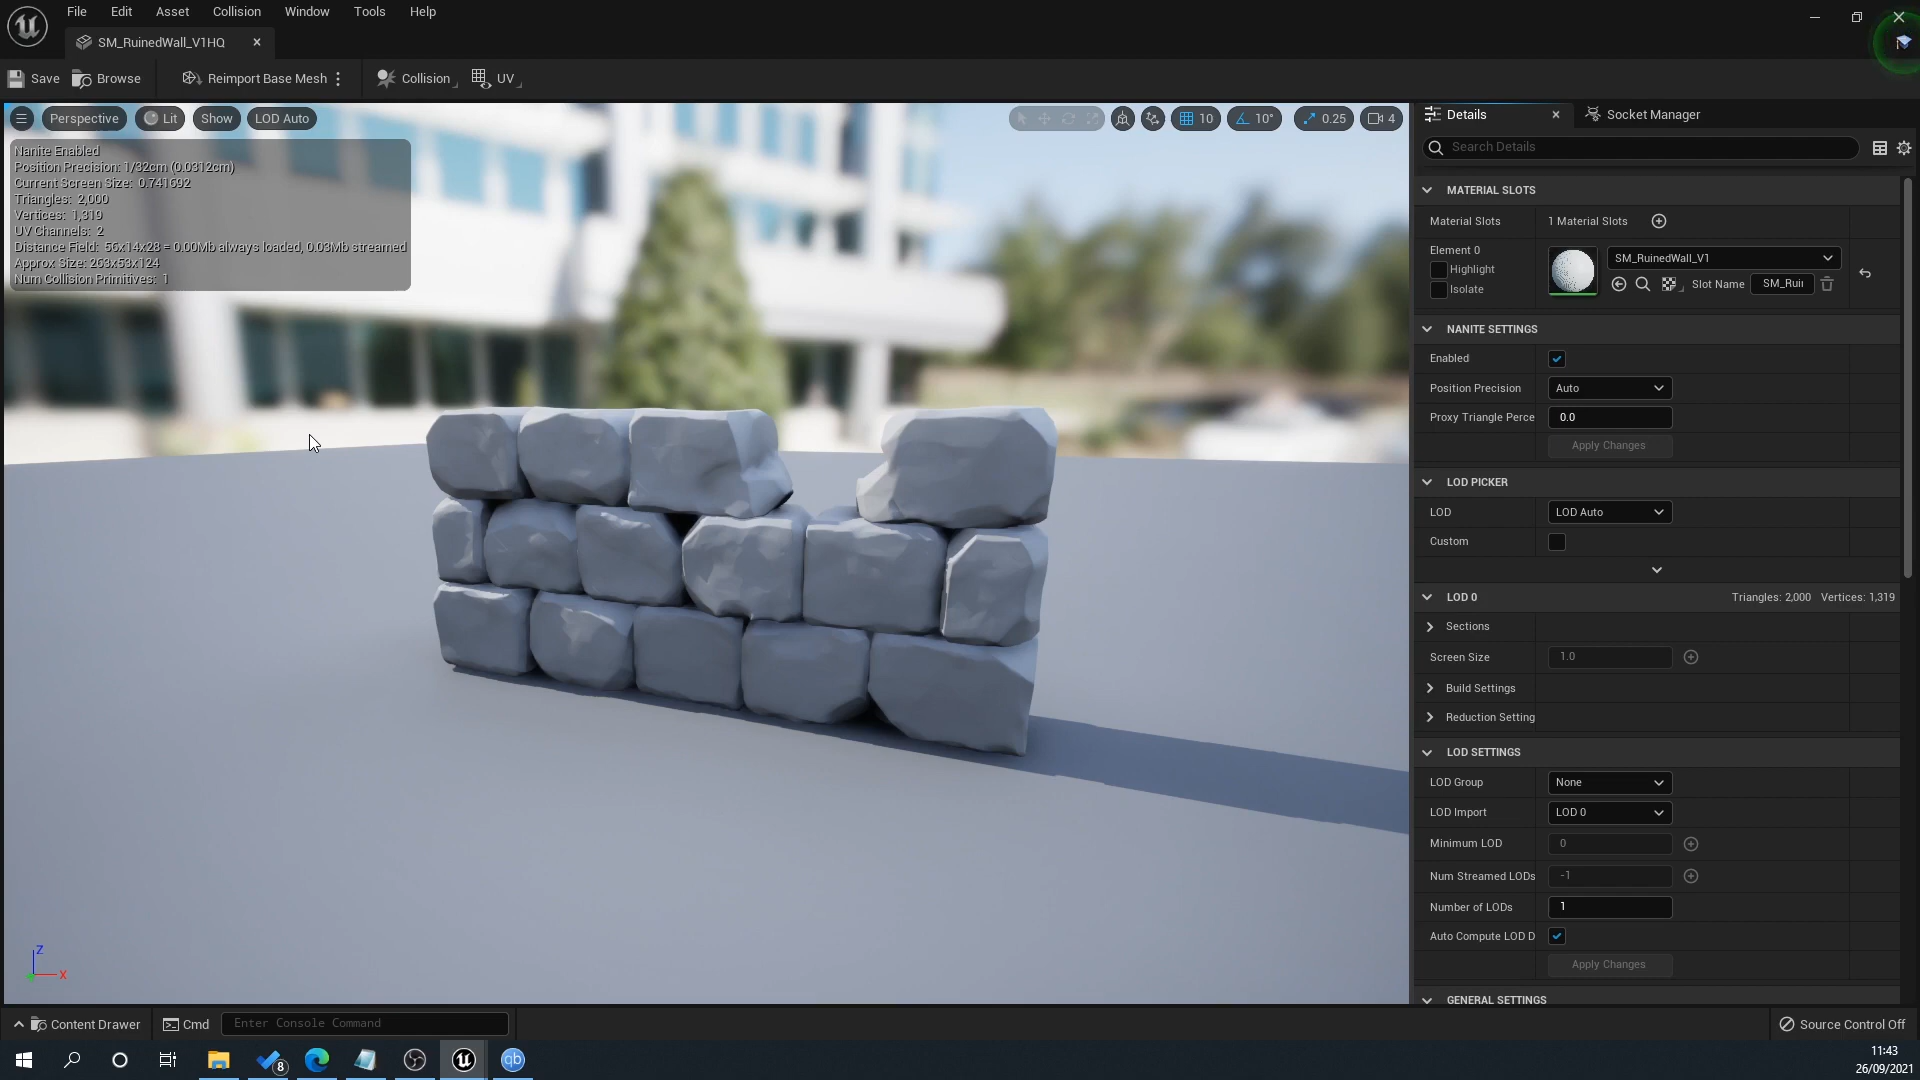 File Edit Asset Collision Window Tools Help
SM_RuinedWall_V1HQ
Save Browse Reimport Base Mesh Collision UV
Perspective Lit Show LOD Auto 10 10° 0.25 4
Nanite Enabled
Position Precision: 1/32cm (0.0312cm)
Current Screen Size: 0.741692
Triangles: 2,000
Vertices: 1,319
UV Channels: 2
Distance Field: 56x14x28 = 0.00Mb always loaded, 0.03Mb streamed
Approx Size: 263x53x124
Num Collision Primitives: 1
Z
X
Details Socket Manager
Search Details
MATERIAL SLOTS
Material Slots 1 Material Slots
Element 0
Highlight
Isolate
SM_RuinedWall_V1
Slot Name SM_Rui
NANITE SETTINGS
Enabled
Position Precision Auto
Proxy Triangle Perce 0.0
Apply Changes
LOD PICKER
LOD LOD Auto
Custom
LOD 0 Triangles: 2,000 Vertices: 1,319
Sections
Screen Size 1.0
Build Settings
Reduction Setting
LOD SETTINGS
LOD Group None
LOD Import LOD 0
Minimum LOD 0
Num Streamed LODs -1
Number of LODs 1
Auto Compute LOD D
Apply Changes
GENERAL SETTINGS
Content Drawer Cmd Enter Console Command Source Control Off
8
qb
11:43
26/09/2021